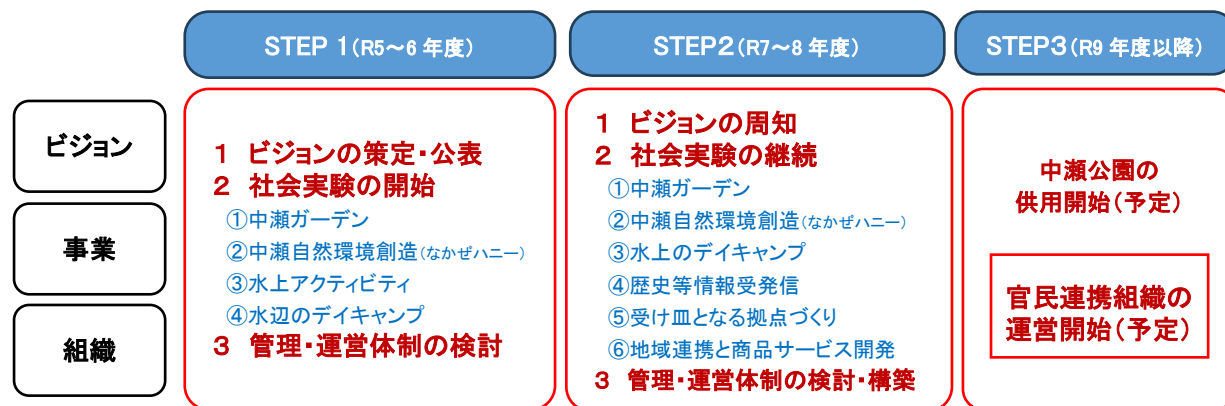 STEP 1(R5～6 年度)
STEP2(R7～8 年度)
STEP3(R9 年度以降)
ビジョン
事業
組織
1 ビジョンの策定・公表
2 社会実験の開始
①中瀬ガーデン
②中瀬自然環境創造(なかぜハニー)
③水上アクティビティ
④水辺のデイキャンプ
3 管理・運営体制の検討
1 ビジョンの周知
2 社会実験の継続
①中瀬ガーデン
②中瀬自然環境創造(なかぜハニー)
③水上のデイキャンプ
④歴史等情報受発信
⑤受け皿となる拠点づくり
⑥地域連携と商品サービス開発
3 管理・運営体制の検討・構築
中瀬公園の
供用開始(予定)
官民連携組織の
運営開始(予定)